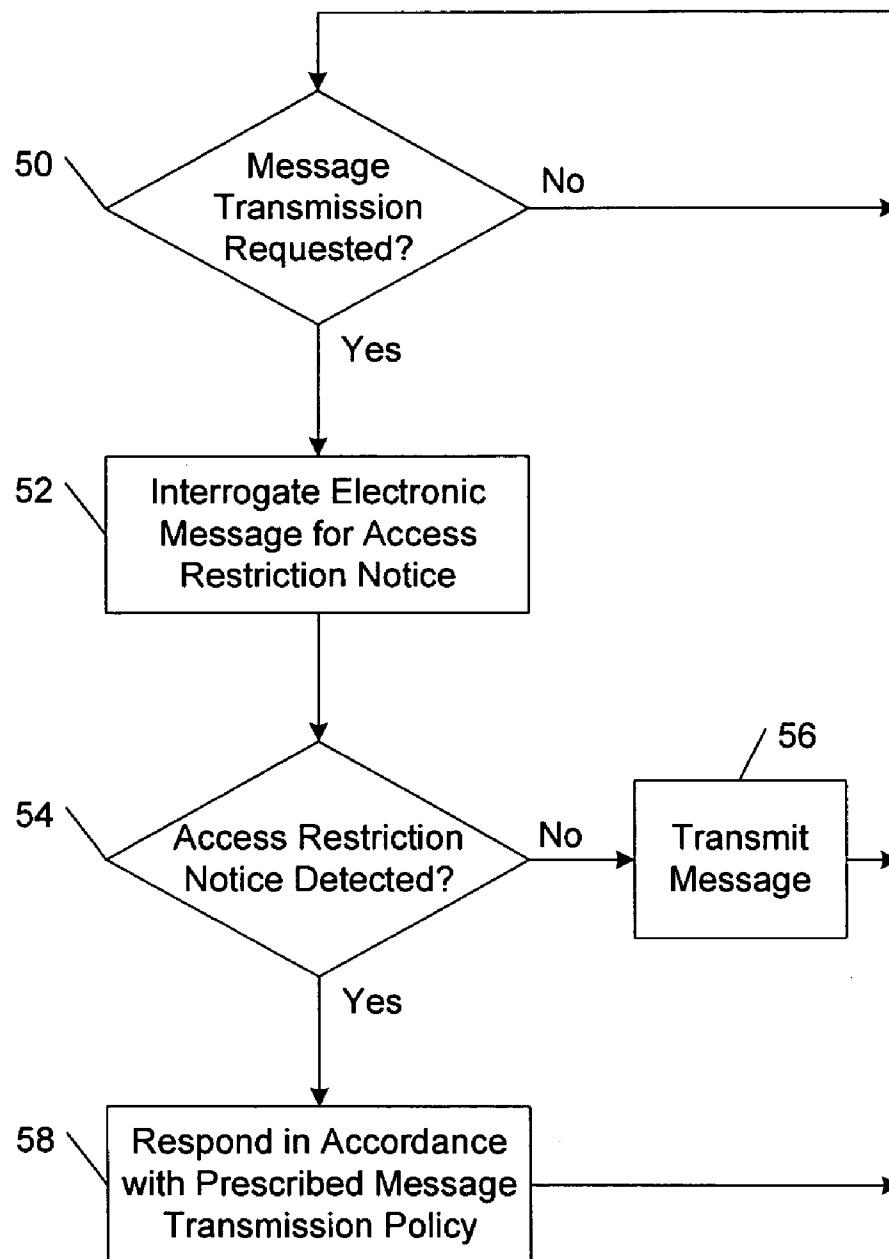 50
Message
Transmission
Requested?
No
Yes
52
Interrogate Electronic
Message for Access
Restriction Notice
54
Access Restriction
Notice Detected?
No
56
Transmit
Message
Yes
58
Respond in Accordance
with Prescribed Message
Transmission Policy